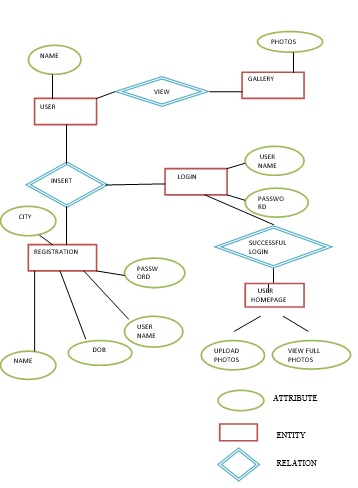 PHOTOS
NAME
GALLERY
VIEW
USER
USER
NAME
LOGIN
INSERT
PASSWO
RD
CITY
SUCCESSFUL
LOGIN
REGISTRATION
PASSW
ORD
USER
HOMEPAGE
USER
NAME
DOB
UPLOAD
PHOTOS
VIEW FULL
PHOTOS
NAME
ATTRIBUTE
ENTITY
RELATION